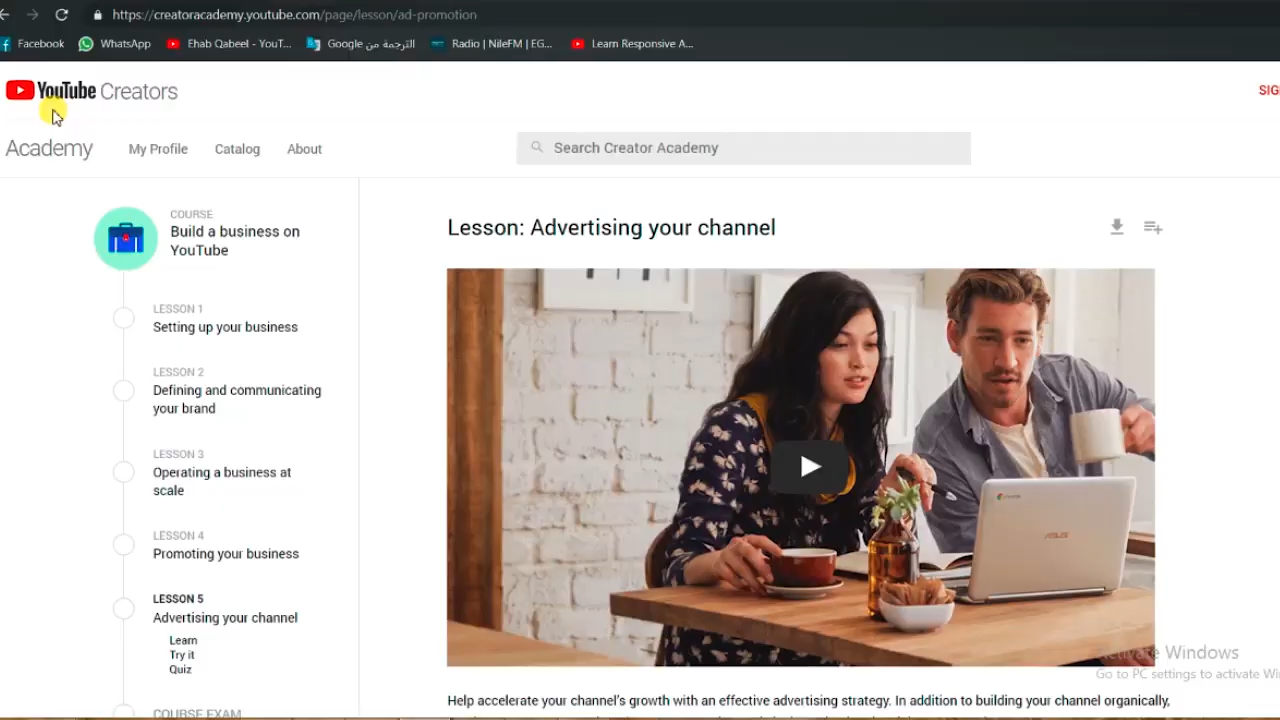 https://creatoracademy.youtube.com/page/lesson/ad-promotion
Facebook
WhatsApp
Ehab Qabeel - YouT...
الترجمة من Google
Radio | NileFM | EG...
Learn Responsive A...
YouTube Creators
SIG
Academy
My Profile
Catalog
About
Search Creator Academy
COURSE
Build a business on
YouTube
LESSON 1
Setting up your business
LESSON 2
Defining and communicating
your brand
LESSON 3
Operating a business at
scale
LESSON 4
Promoting your business
LESSON 5
Advertising your channel
Learn
Try it
Quiz
COURSE EXAM
Lesson: Advertising your channel
chrome
ASUS
Activate Windows
Go to PC settings to activate Wi
Help accelerate your channel's growth with an effective advertising strategy. In addition to building your channel organically,